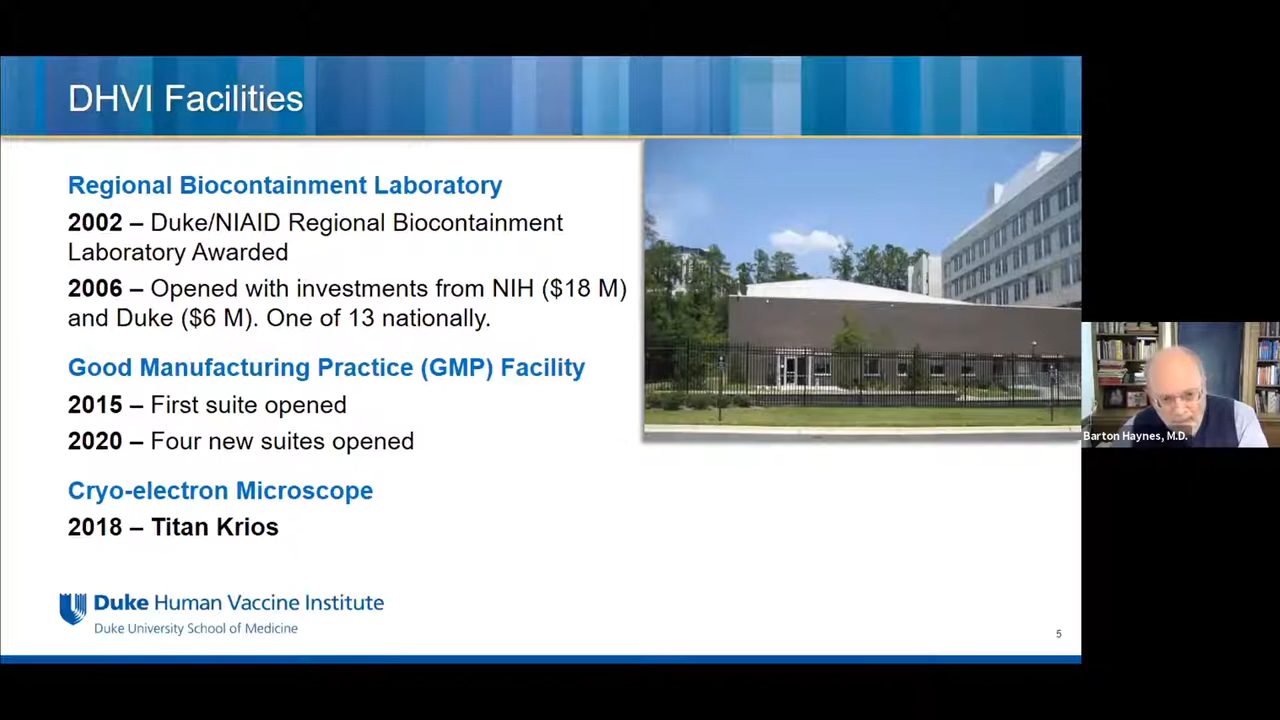 DHVI Facilities
Regional Biocontainment Laboratory
2002 – Duke/NIAID Regional Biocontainment
Laboratory Awarded
2006 – Opened with investments from NIH ($18 M)
and Duke ($6 M). One of 13 nationally.
Good Manufacturing Practice (GMP) Facility
2015 – First suite opened
2020 – Four new suites opened
Cryo-electron Microscope
2018 – Titan Krios
Duke Human Vaccine Institute
Duke University School of Medicine
5
Barton Haynes, M.D.